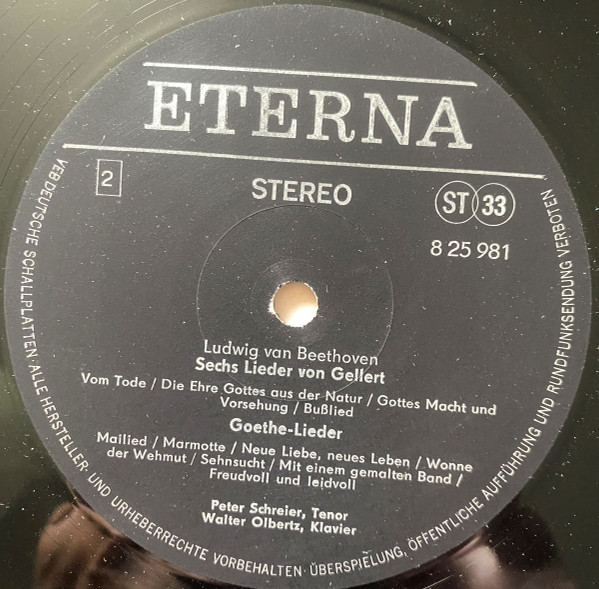 ETERNA
2
STEREO
ST 33
8 25 981
Ludwig van Beethoven
Sechs Lieder von Gellert
Vom Tode / Die Ehre Gottes aus der Natur / Gottes Macht und
Vorsehung / Bußlied
Goethe-Lieder
Mailied / Marmotte / Neue Liebe, neues Leben / Wonne
der Wehmut / Sehnsucht / Mit einem gemalten Band /
Freudvoll und leidvoll
Peter Schreier, Tenor
Walter Olbertz, Klavier
VEB DEUTSCHE SCHALLPLATTEN · ALLE HERSTELLER- UND URHEBERRECHTE VORBEHALTEN · ÜBERSPIELUNG, ÖFFENTLICHE AUFFÜHRUNG UND RUNDFUNKSENDUNG VERBOTEN